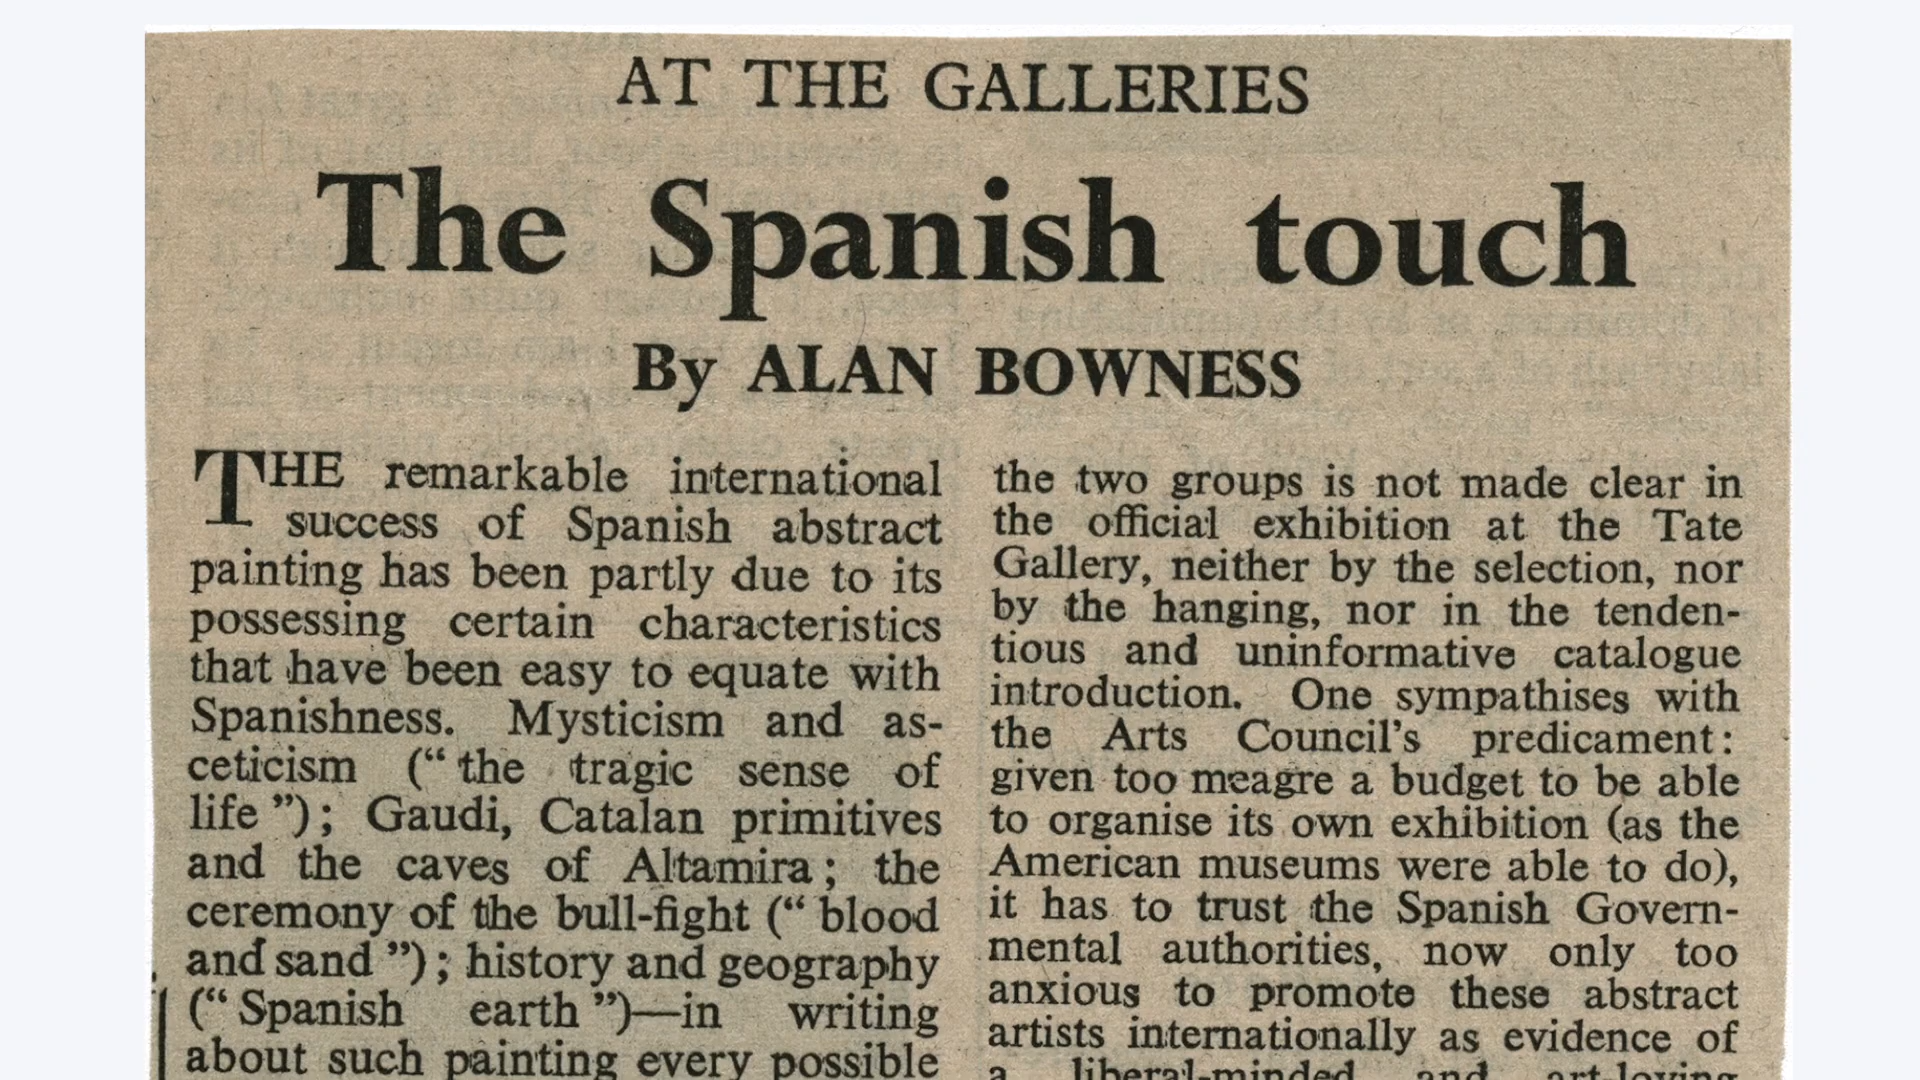 AT THE GALLERIES
The Spanish touch
By ALAN BOWNESS
THE remarkable international
success of Spanish abstract
painting has been partly due to its
possessing certain characteristics
that have been easy to equate with
Spanishness. Mysticism and as-
ceticism (“ the tragic sense of
life ”) ; Gaudi, Catalan primitives
and the caves of Altamira ; the
ceremony of the bull-fight (“ blood
and sand ”) ; history and geography
(“ Spanish earth ”)—in writing
about such painting every possible
the two groups is not made clear in
the official exhibition at the Tate
Gallery, neither by the selection, nor
by the hanging, nor in the tenden-
tious and uninformative catalogue
introduction. One sympathises with
the Arts Council's predicament :
given too meagre a budget to be able
to organise its own exhibition (as the
American museums were able to do),
it has to trust the Spanish Govern-
mental authorities, now only too
anxious to promote these abstract
artists internationally as evidence of
a liberal-minded and art-loving